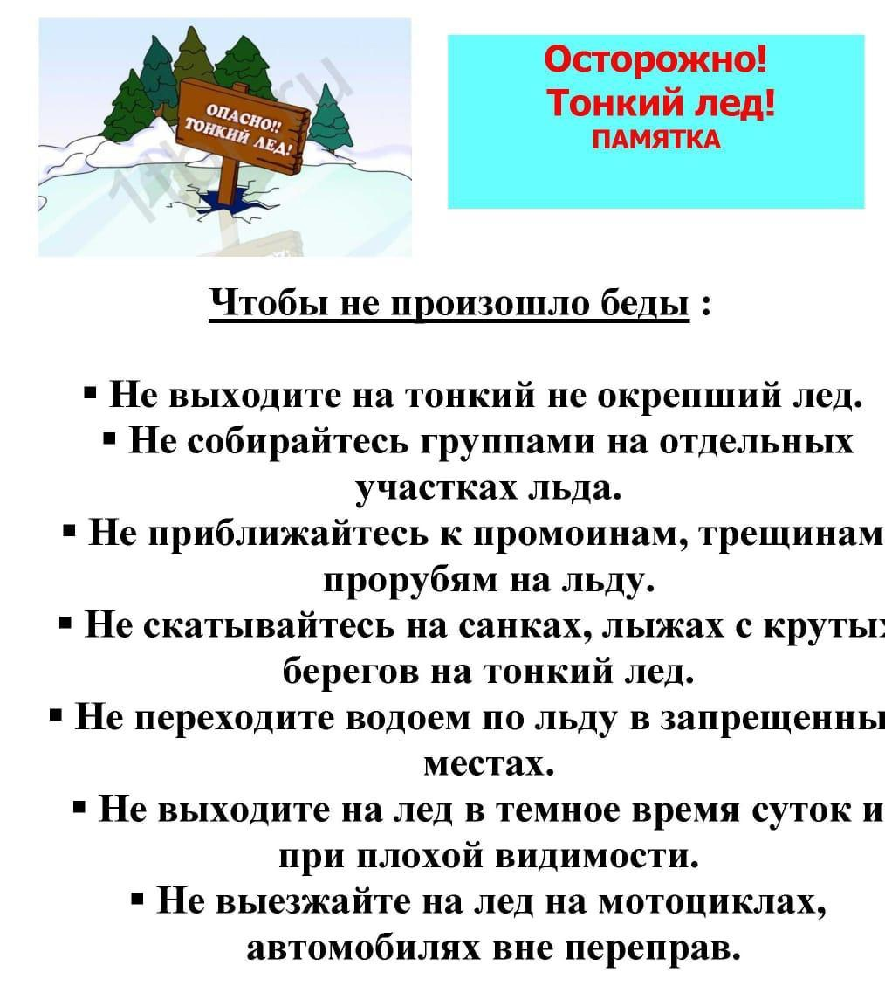 ОПАСНО!!
ТОНКИЙ ЛЕД!
Осторожно!
Тонкий лед!
ПАМЯТКА
Чтобы не произошло беды :
▪ Не выходите на тонкий не окрепший лед.
▪ Не собирайтесь группами на отдельных
участках льда.
▪ Не приближайтесь к промоинам, трещинам
прорубям на льду.
▪ Не скатывайтесь на санках, лыжах с круты
берегов на тонкий лед.
▪ Не переходите водоем по льду в запрещенны
местах.
▪ Не выходите на лед в темное время суток и
при плохой видимости.
▪ Не выезжайте на лед на мотоциклах,
автомобилях вне переправ.